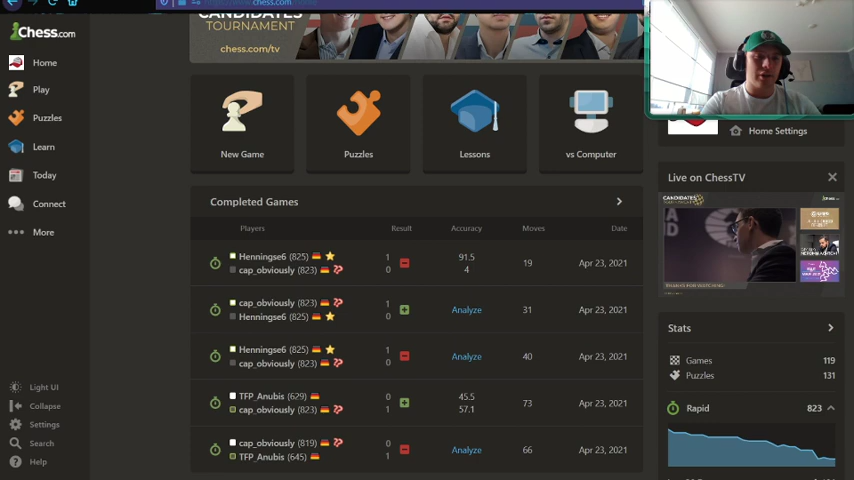 CANDIDATES
TOURNAMENT
chess.com/tv
Chess.com
Home
Play
Puzzles
Learn
Today
Connect
More
Light UI
Collapse
Settings
Search
Help
New Game
Puzzles
Lessons
vs Computer
Completed Games
Players Result Accuracy Moves Date
Henningse6 (825) 1 91.5 19 Apr 23, 2021
cap_obviously (823) 0 4
cap_obviously (823) 1 Analyze 31 Apr 23, 2021
Henningse6 (825) 0
Henningse6 (825) 1 Analyze 40 Apr 23, 2021
cap_obviously (823) 0
TFP_Anubis (629) 0 45.5 73 Apr 23, 2021
cap_obviously (823) 1 57.1
cap_obviously (819) 0 Analyze 66 Apr 23, 2021
TFP_Anubis (645) 1
Home Settings
Live on ChessTV
CANDIDATES
Stats
Games 119
Puzzles 131
Rapid 823